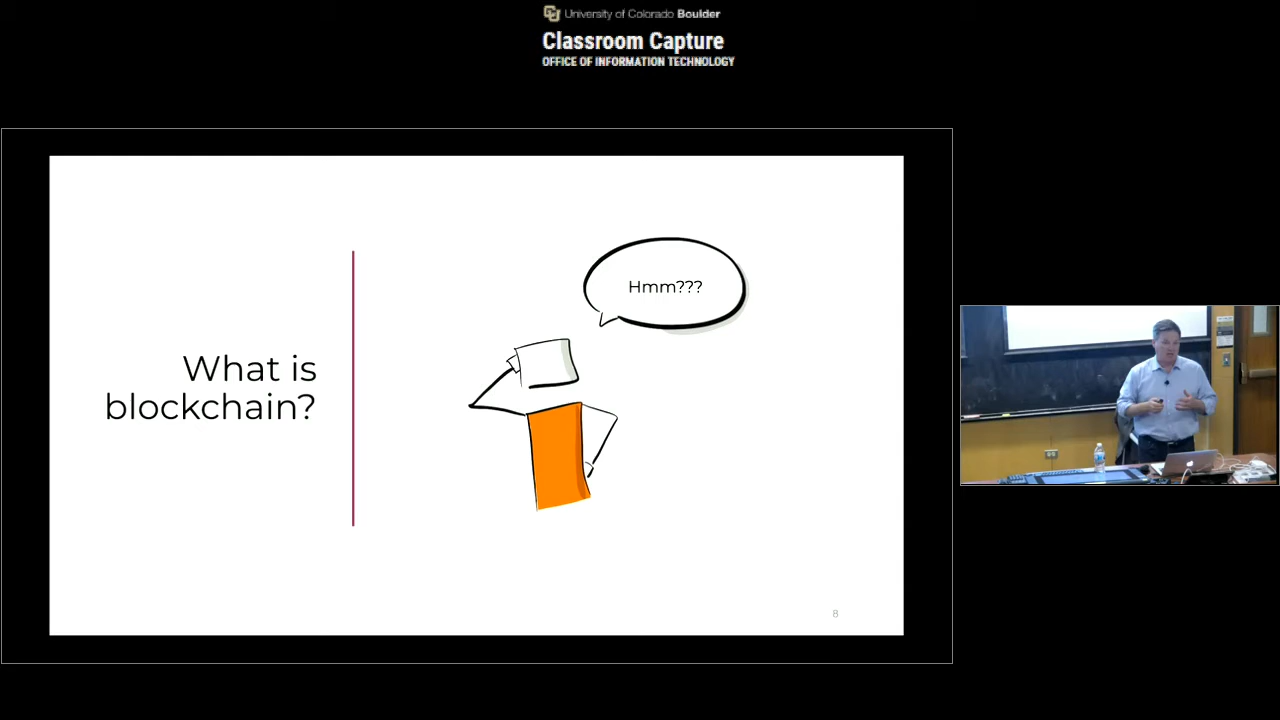 University of Colorado Boulder
Classroom Capture
OFFICE OF INFORMATION TECHNOLOGY
What is
blockchain?
Hmm???
8